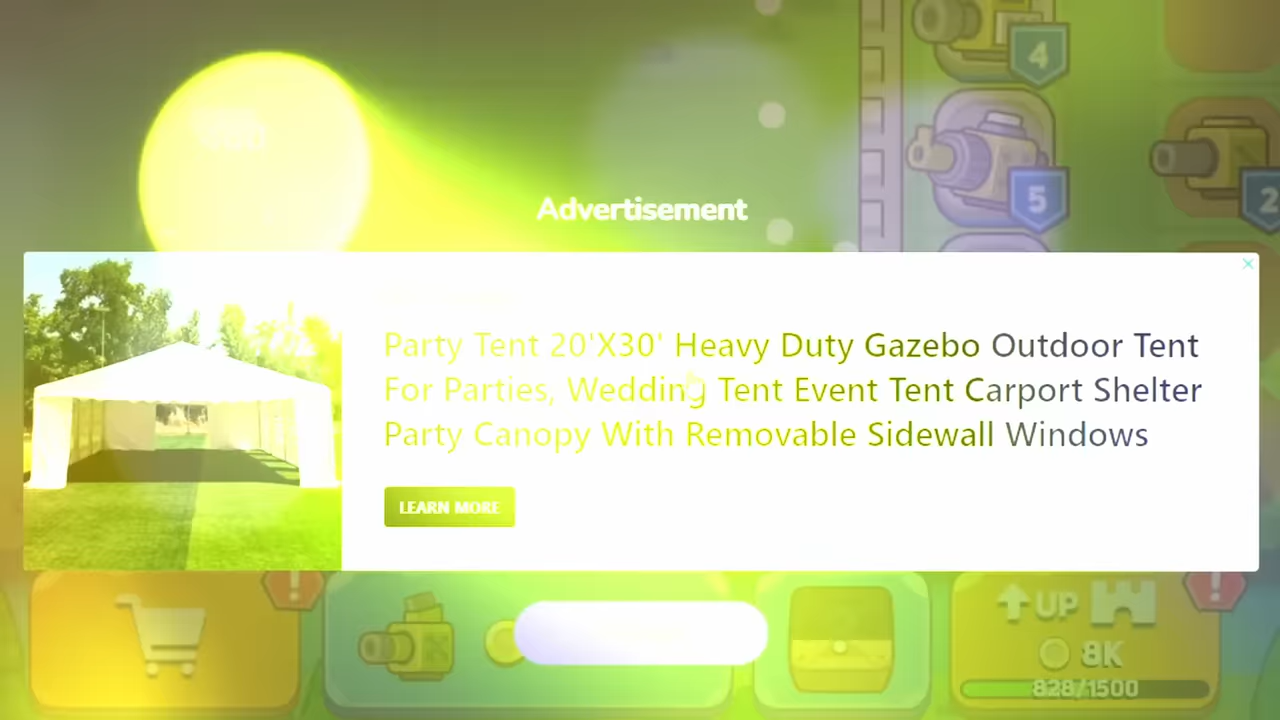 4
5
2
Advertisement
Party Tent 20'X30' Heavy Duty Gazebo Outdoor Tent
For Parties, Wedding Tent Event Tent Carport Shelter
Party Canopy With Removable Sidewall Windows
LEARN MORE
!
!
UP
8K
828/1500